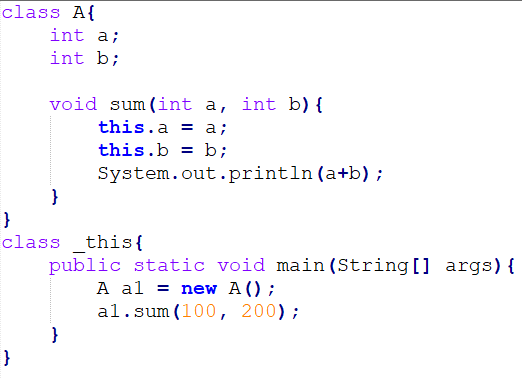 class A{
    int a;
    int b;

    void sum(int a, int b){
        this.a = a;
        this.b = b;
        System.out.println(a+b);
    }
}
class _this{
    public static void main(String[] args){
        A a1 = new A();
        a1.sum(100, 200);
    }
}